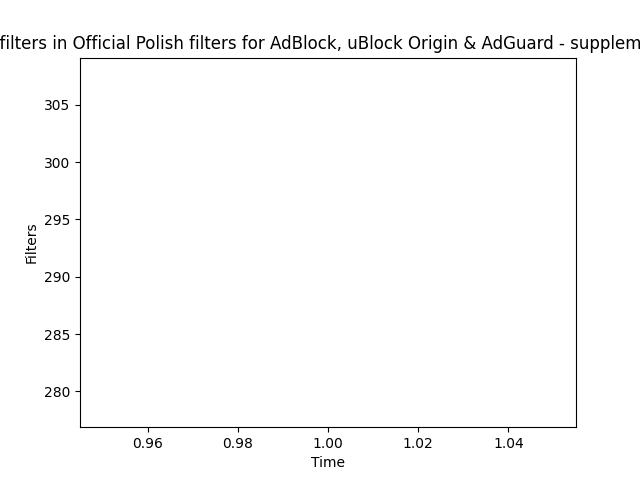 filters in Official Polish filters for AdBlock, uBlock Origin & AdGuard - supplem
305
300
295
290
285
280
Filters
0.96 0.98 1.00 1.02 1.04
Time